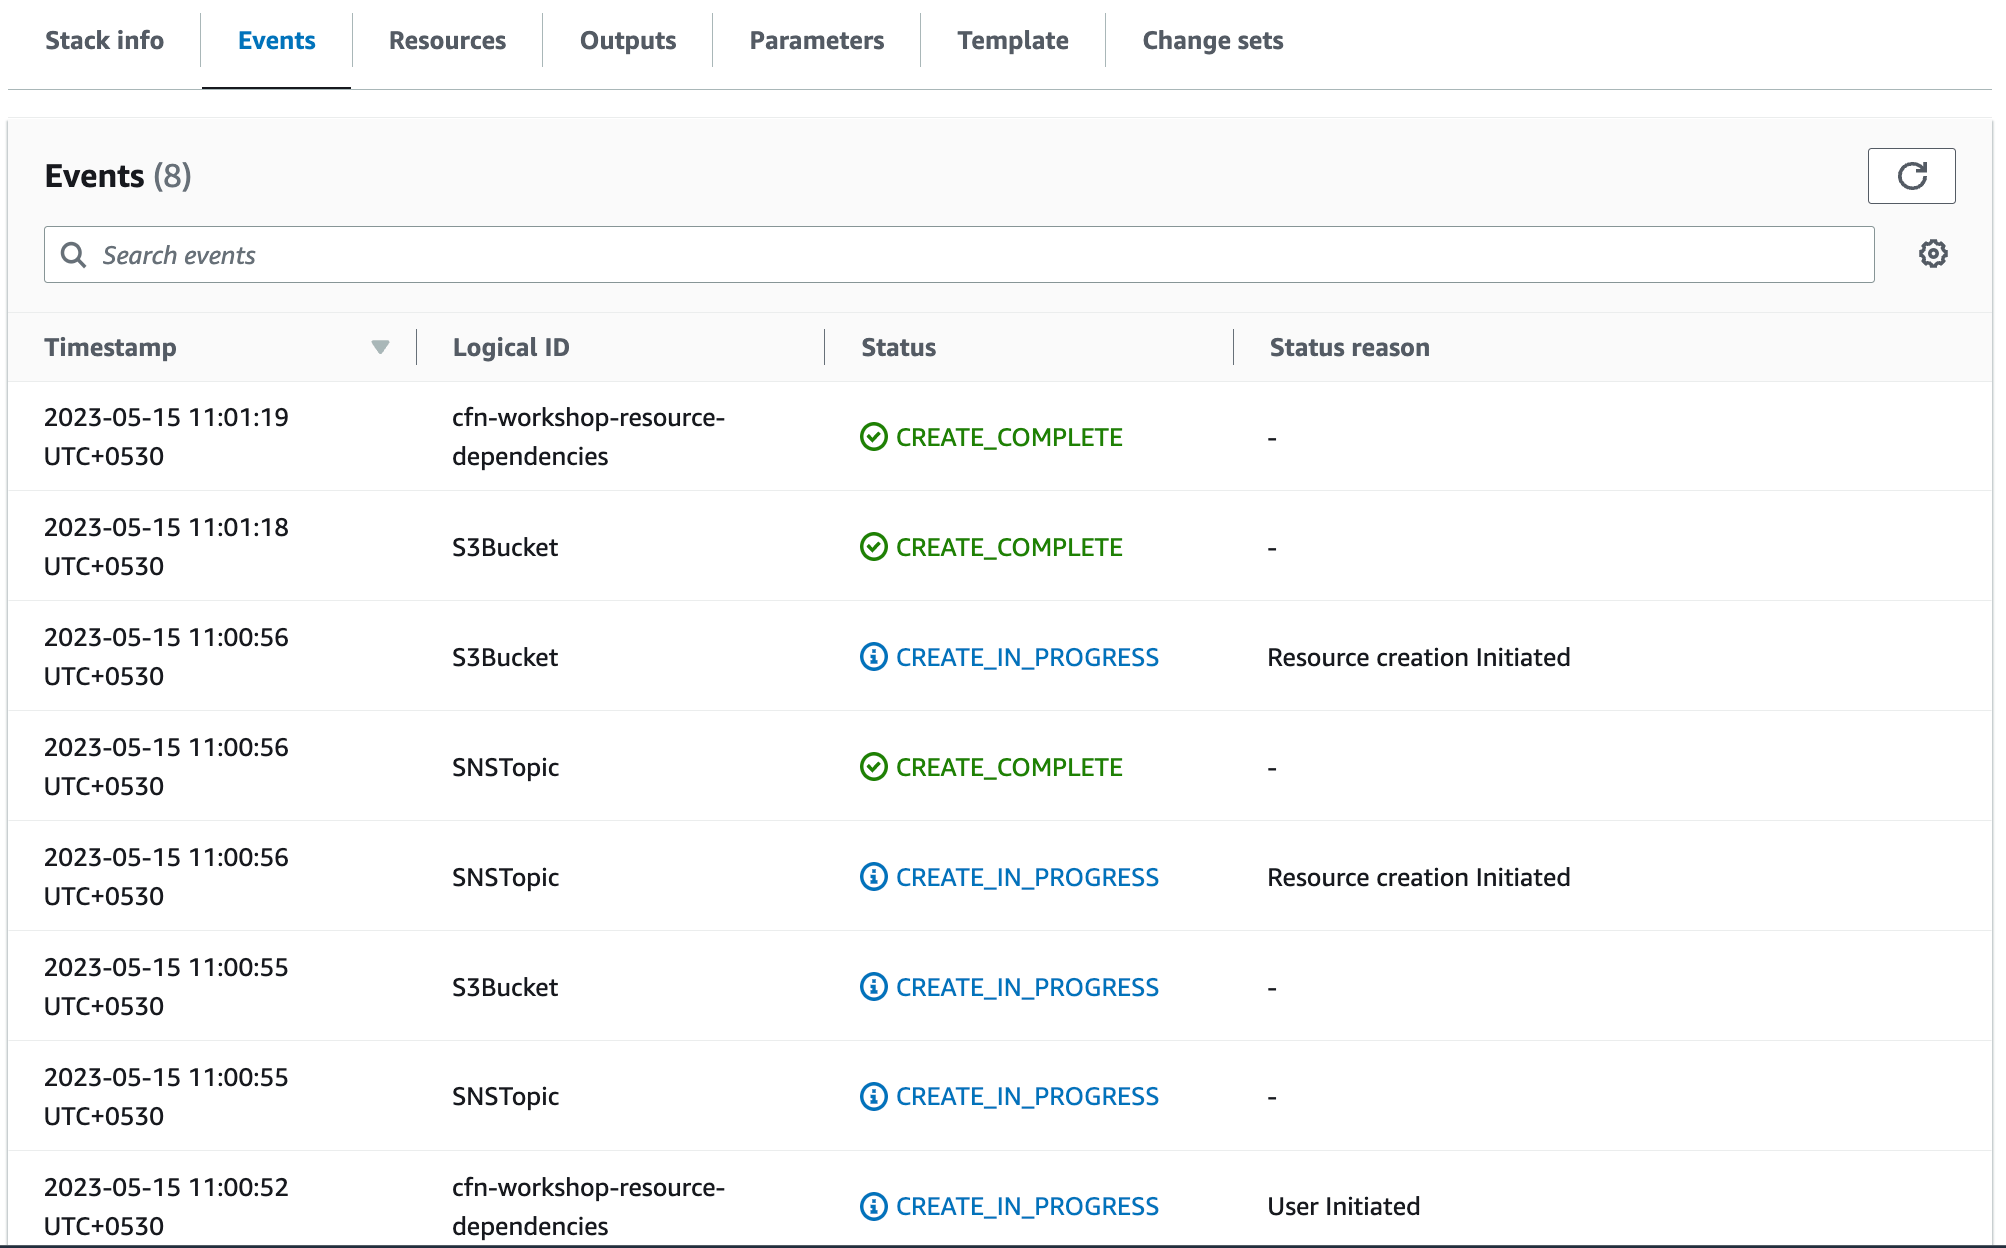 Stack info Events Resources Outputs Parameters Template Change sets
Events (8)
Search events
Timestamp Logical ID Status Status reason
2023-05-15 11:01:19
UTC+0530
cfn-workshop-resource-
dependencies
CREATE_COMPLETE
-
2023-05-15 11:01:18
UTC+0530
S3Bucket
CREATE_COMPLETE
-
2023-05-15 11:00:56
UTC+0530
S3Bucket
CREATE_IN_PROGRESS
Resource creation Initiated
2023-05-15 11:00:56
UTC+0530
SNSTopic
CREATE_COMPLETE
-
2023-05-15 11:00:56
UTC+0530
SNSTopic
CREATE_IN_PROGRESS
Resource creation Initiated
2023-05-15 11:00:55
UTC+0530
S3Bucket
CREATE_IN_PROGRESS
-
2023-05-15 11:00:55
UTC+0530
SNSTopic
CREATE_IN_PROGRESS
-
2023-05-15 11:00:52
UTC+0530
cfn-workshop-resource-
dependencies
CREATE_IN_PROGRESS
User Initiated